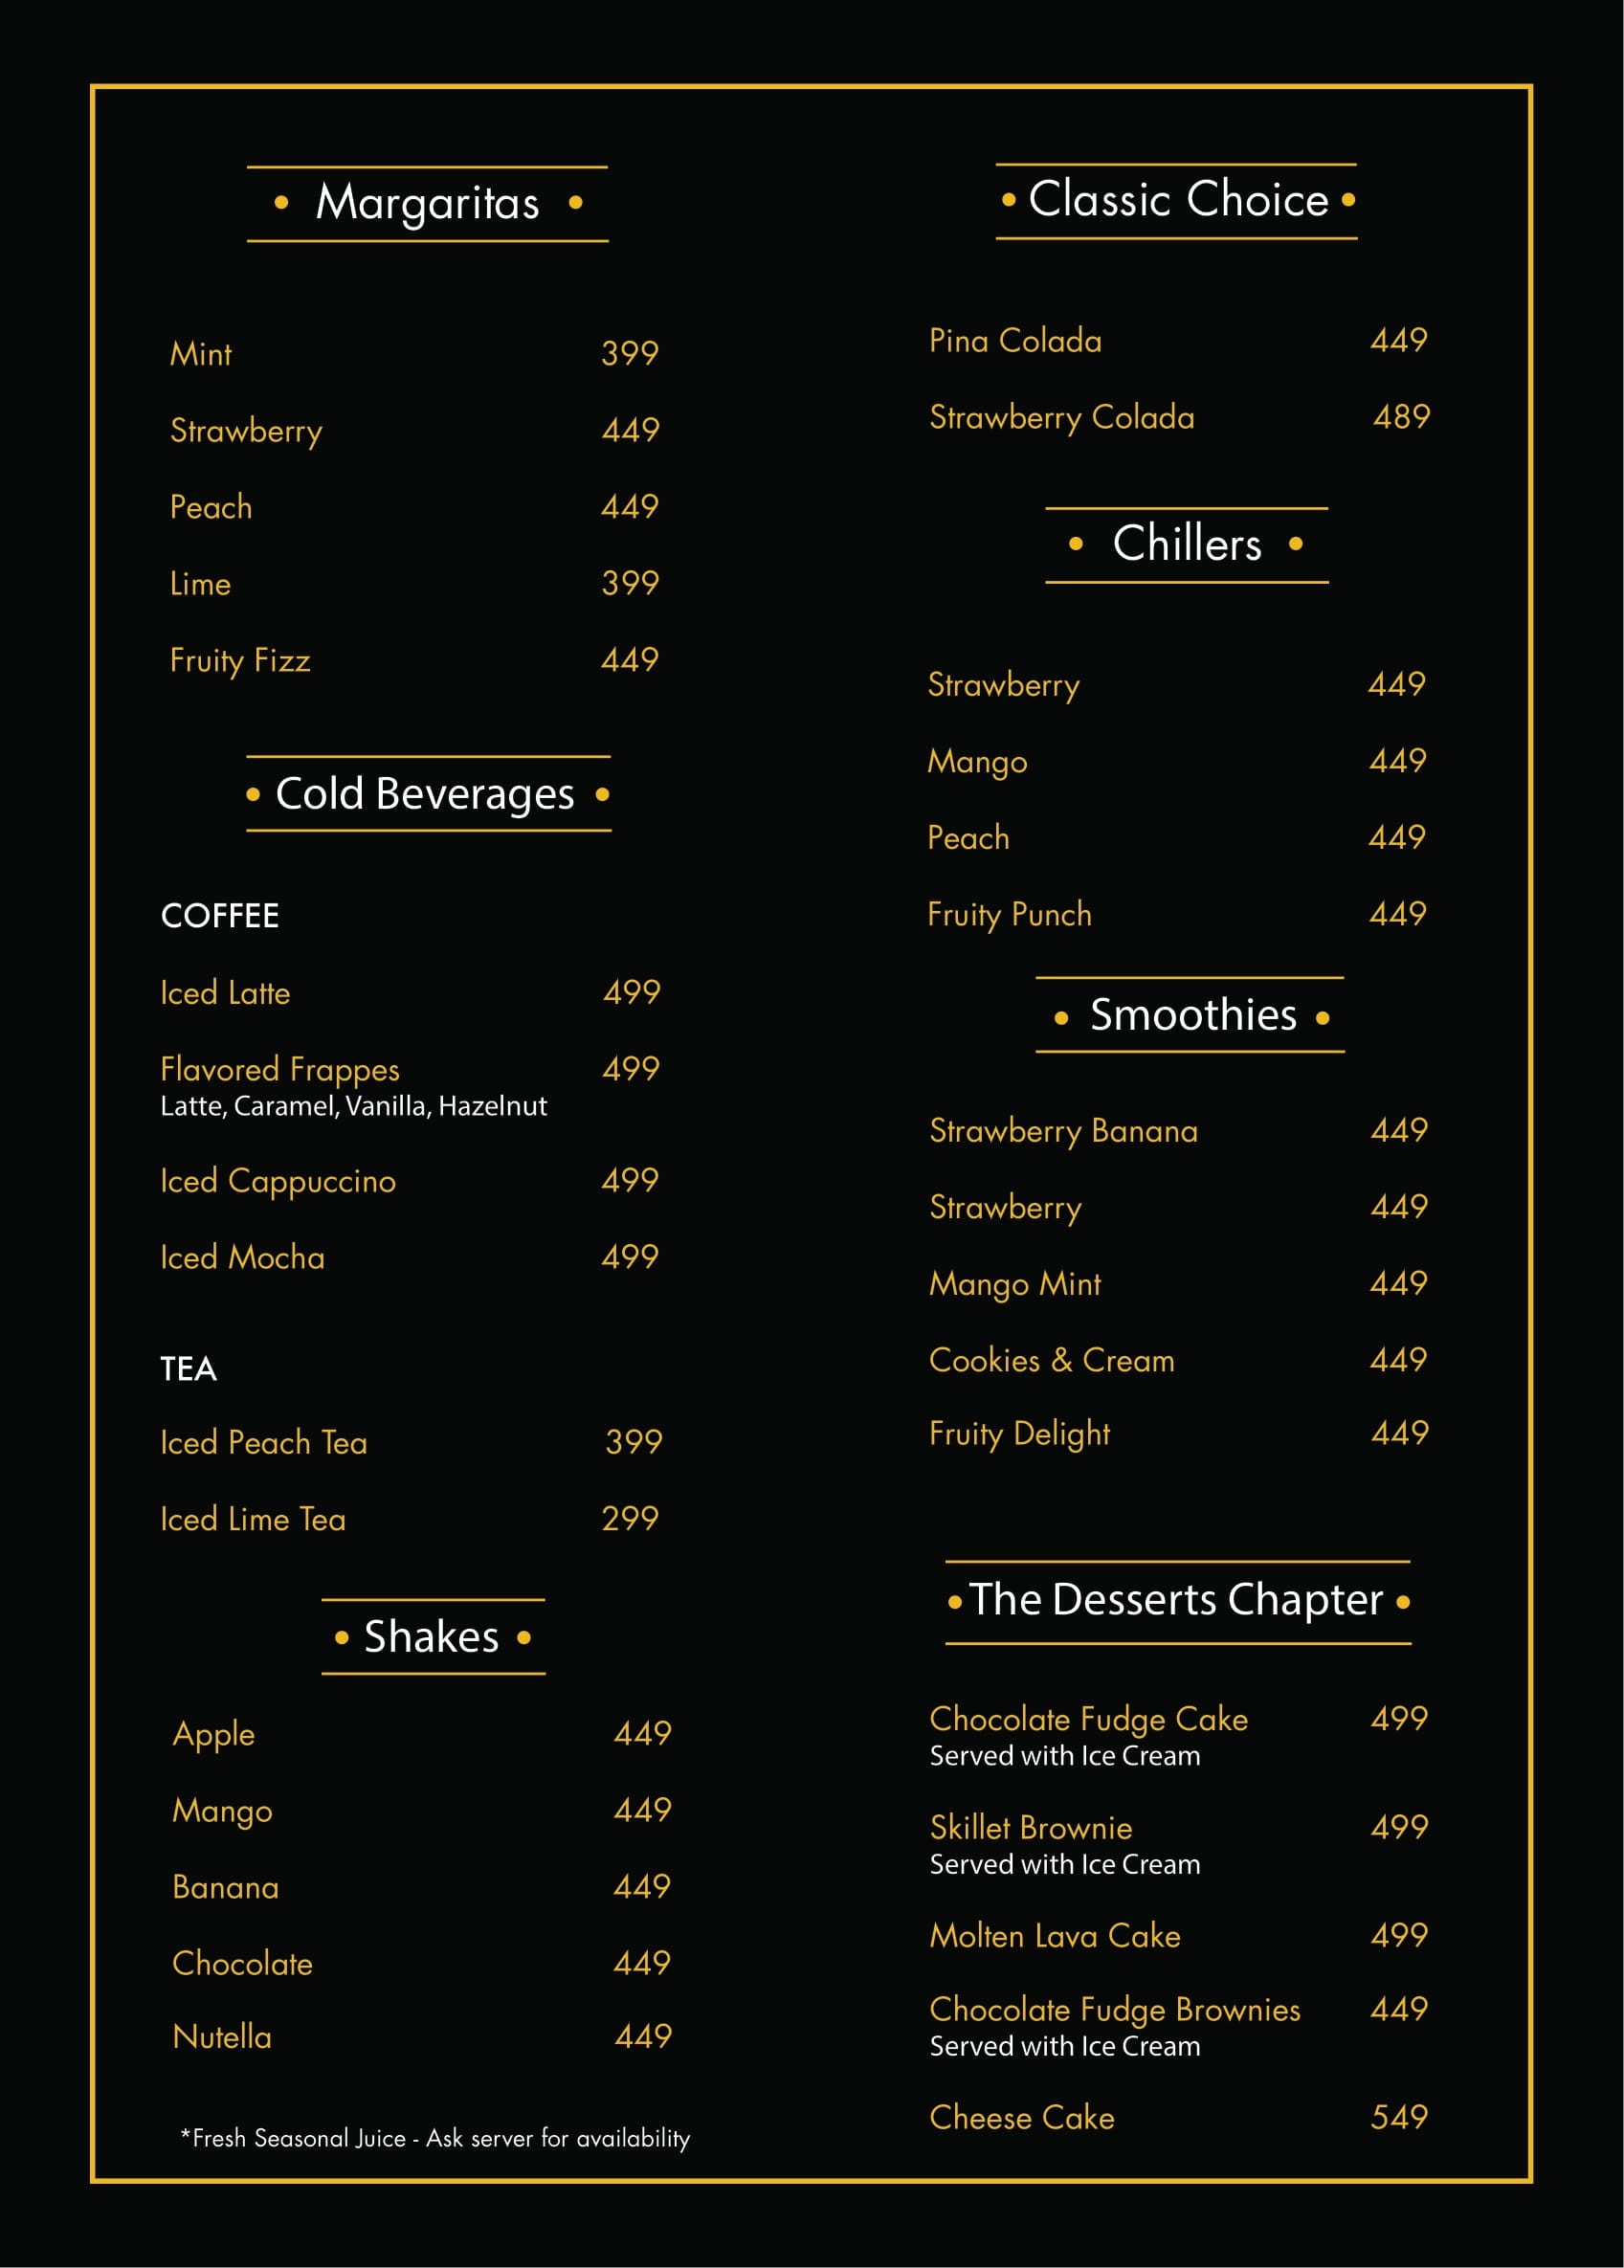 Margaritas
Mint 399
Strawberry 449
Peach 449
Lime 399
Fruity Fizz 449
Cold Beverages
COFFEE
Iced Latte 499
Flavored Frappes 499
Latte, Caramel, Vanilla, Hazelnut
Iced Cappuccino 499
Iced Mocha 499
TEA
Iced Peach Tea 399
Iced Lime Tea 299
Shakes
Apple 449
Mango 449
Banana 449
Chocolate 449
Nutella 449
*Fresh Seasonal Juice - Ask server for availability
Classic Choice
Pina Colada 449
Strawberry Colada 489
Chillers
Strawberry 449
Mango 449
Peach 449
Fruity Punch 449
Smoothies
Strawberry Banana 449
Strawberry 449
Mango Mint 449
Cookies & Cream 449
Fruity Delight 449
The Desserts Chapter
Chocolate Fudge Cake 499
Served with Ice Cream
Skillet Brownie 499
Served with Ice Cream
Molten Lava Cake 499
Chocolate Fudge Brownies 449
Served with Ice Cream
Cheese Cake 549